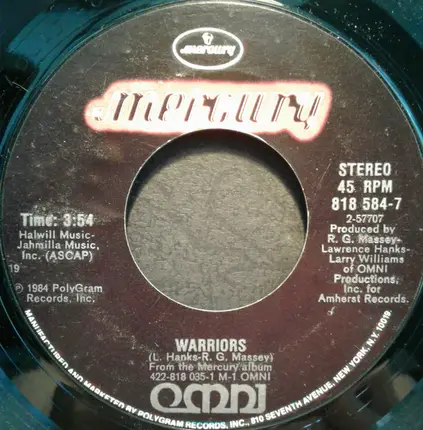 mercury
mercury
STEREO
45 RPM
818 584-7
2-57707
Produced by
R. G. Massey-
Lawrence Hanks-
Larry Williams
of OMNI
Productions,
Inc. for
Amherst Records.
Time: 3:54
Halwill Music-
Jahmilla Music,
Inc. (ASCAP)
19
℗ 1984 PolyGram
Records, Inc.
WARRIORS
(L. Hanks-R. G. Massey)
From the Mercury album
422-818 035-1 M-1 OMNI
omni
MANUFACTURED AND MARKETED BY POLYGRAM RECORDS, INC., 810 SEVENTH AVENUE, NEW YORK, N.Y. 10019